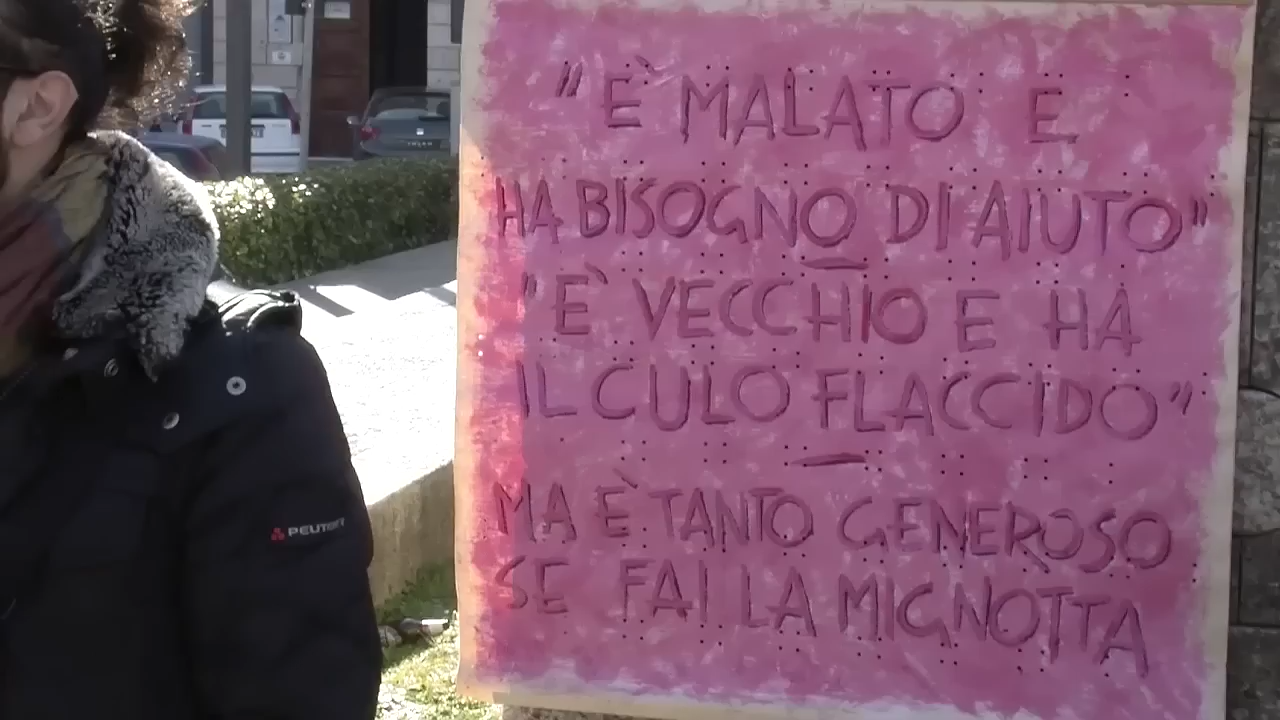 "È MALATO E
HA BISOGNO DI AIUTO"
"È VECCHIO E HA
IL CULO FLACCIDO"
MA È TANTO GENEROSO
SE FAI LA MIGNOTTA
PEUTEREY